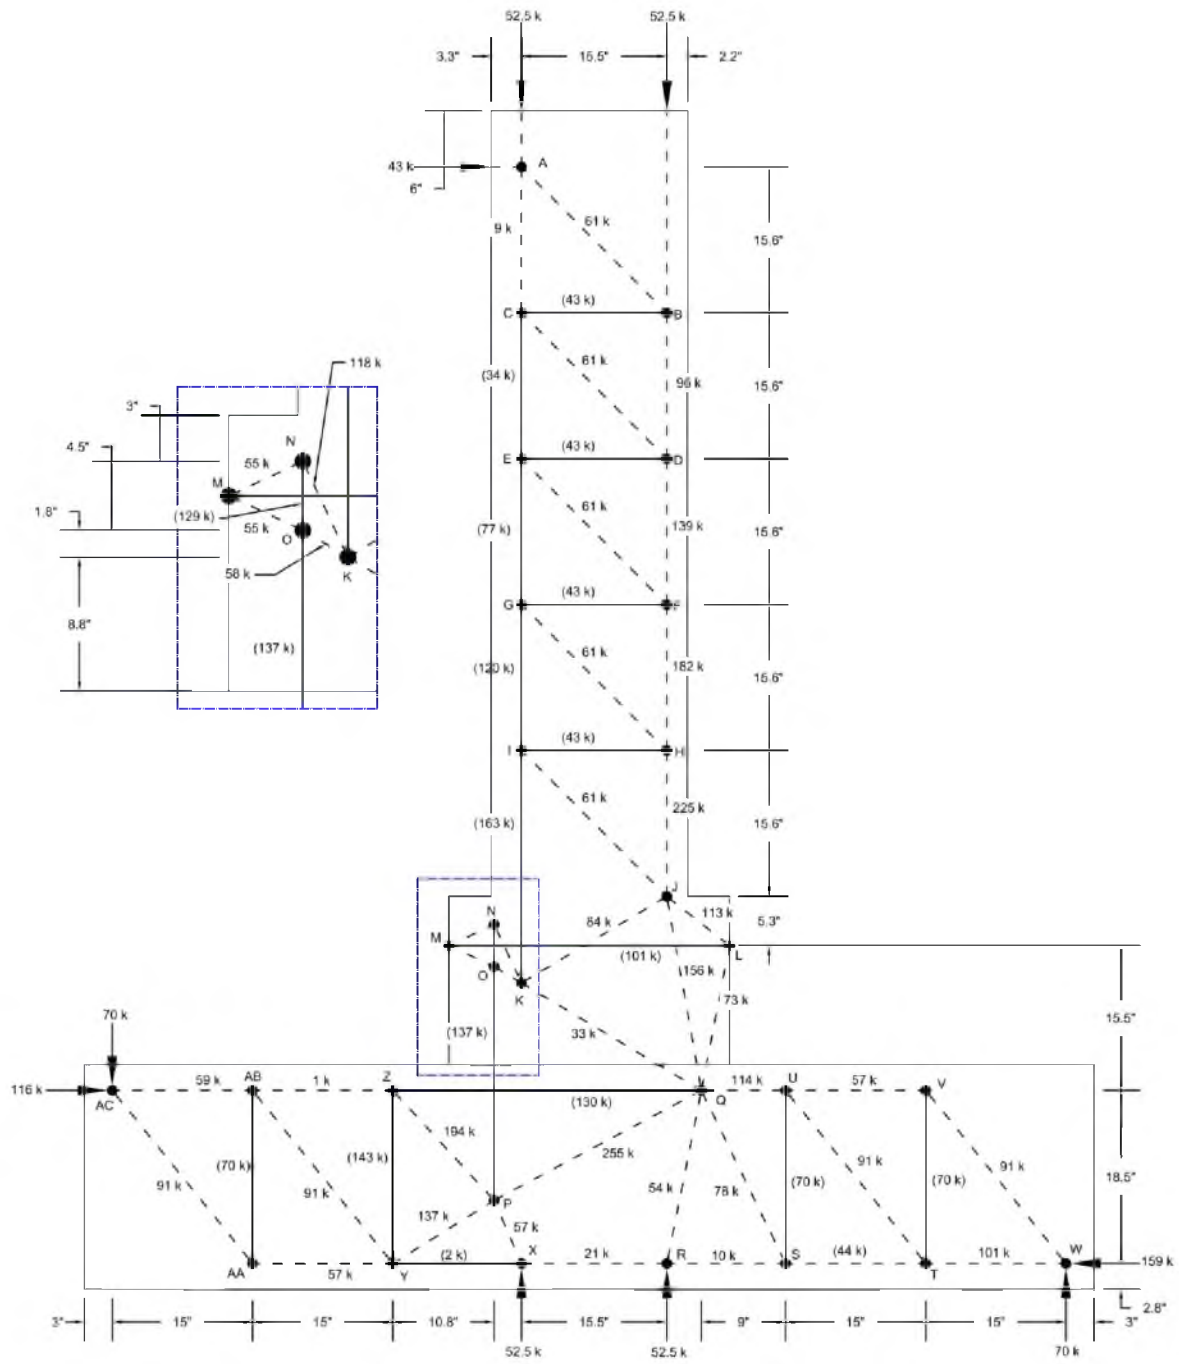 52.5 k 52.5 k
3.3" 15.5" 2.2"
43 k A
6"
9 k 61 k 15.6"
C (43 k) B
118 k
(34 k) 61 k 96 k 15.6"
3"
4.5" N
E (43 k) D
55 k
M
1.8" (129 k) 55 k
O
(77 k) 61 k 139 k 15.6"
58 k K
G (43 k) F
8.8"
(137 k)
(120 k) 61 k 182 k 15.6"
I (43 k) H
(163 k) 61 k 225 k 15.6"
J
N 84 k 113 k 5.3"
M (101 k) L
O 156 k
K 73 k
70 k (137 k) 33 k 15.5"
116 k 59 k AB 1 k Z 114 k U 57 k V
AC (130 k) Q
194 k
(70 k) (143 k) 255 k 91 k 91 k
91 k 91 k 54 k 78 k (70 k) (70 k) 18.5"
P
137 k 57 k
(2 k) X 21 k R 10 k S (44 k) 101 k W 159 k
AA 57 k Y T
2.8"
3" 15" 15" 10.8" 15.5" 9" 15" 15" 3"
52.5 k 52.5 k 70 k